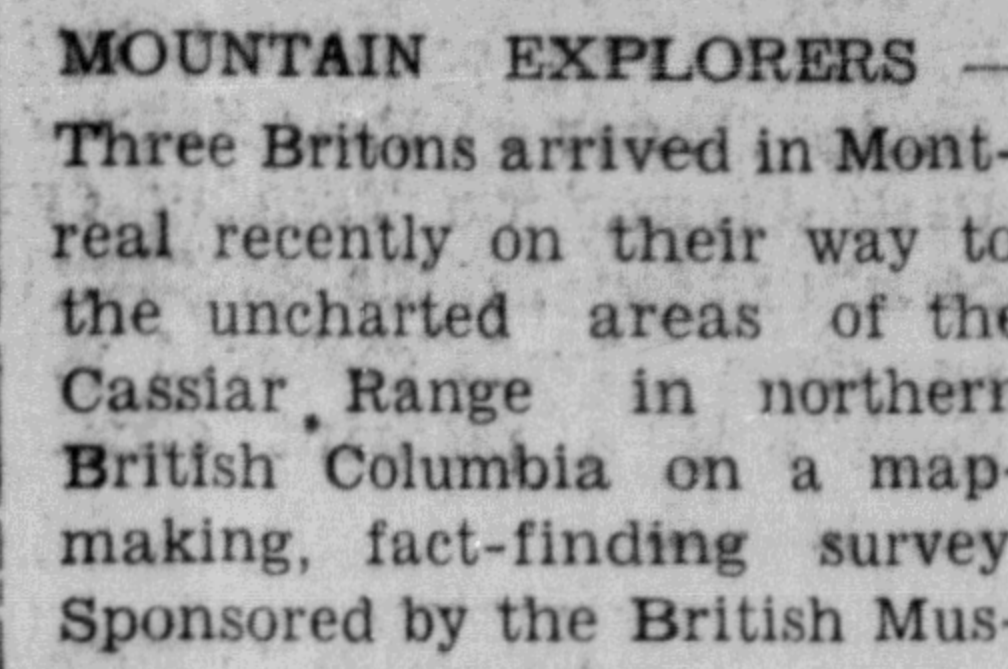 MOUNTAIN EXPLORERS —
Three Britons arrived in Mont-
real recently on their way to
the uncharted areas of the
Cassiar Range in northern
British Columbia on a map-
making, fact-finding survey
Sponsored by the British Mus-